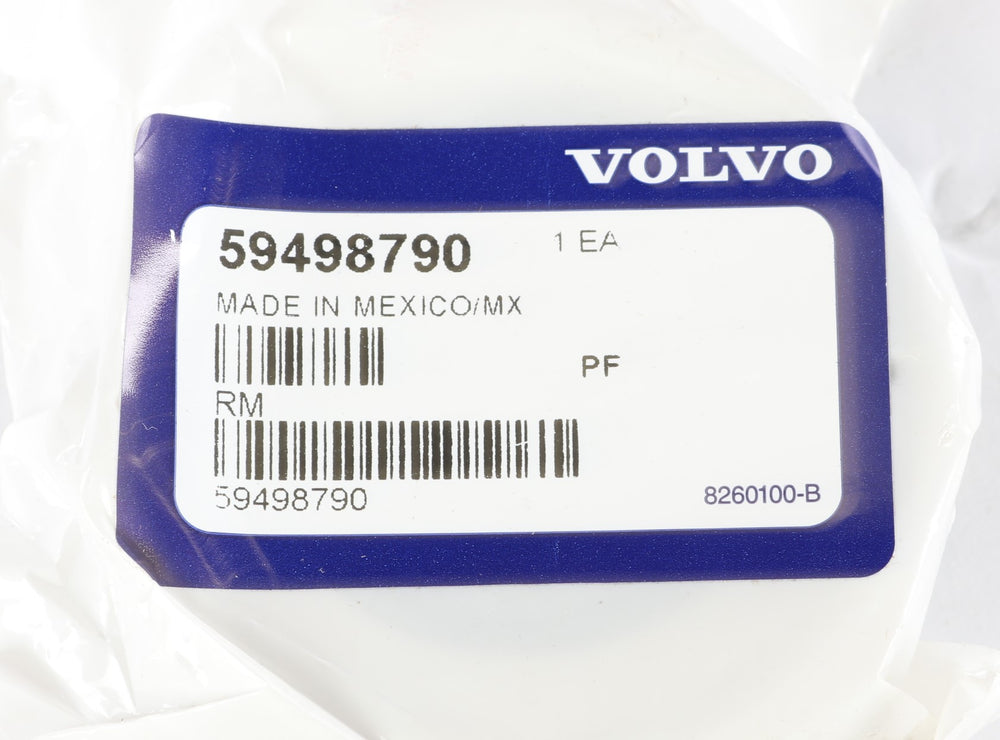 VOLVO
59498790 1 EA
MADE IN MEXICO/MX
PF
RM
59498790
8260100-B